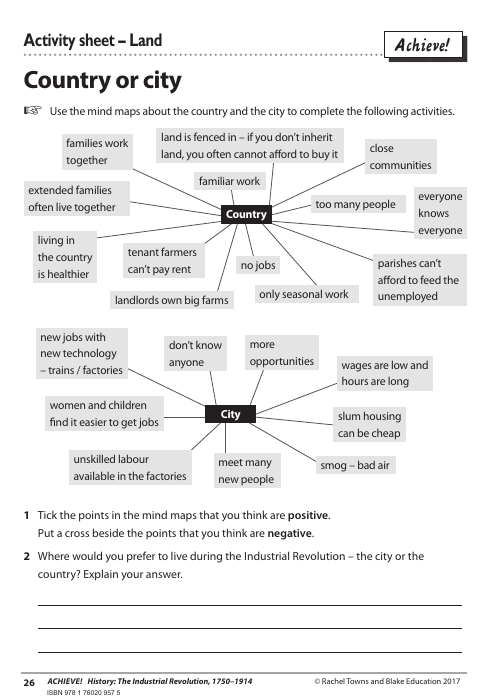 Activity sheet – Land
Achieve!
Country or city
Use the mind maps about the country and the city to complete the following activities.
families work
together
land is fenced in – if you don't inherit
land, you often cannot afford to buy it
close
communities
extended families
often live together
familiar work
too many people
everyone
knows
everyone
Country
living in
the country
is healthier
tenant farmers
can't pay rent
no jobs
parishes can't
afford to feed the
unemployed
landlords own big farms
only seasonal work
new jobs with
new technology
– trains / factories
don't know
anyone
more
opportunities
wages are low and
hours are long
women and children
find it easier to get jobs
City
slum housing
can be cheap
unskilled labour
available in the factories
meet many
new people
smog – bad air
1 Tick the points in the mind maps that you think are positive.
Put a cross beside the points that you think are negative.
2 Where would you prefer to live during the Industrial Revolution – the city or the
country? Explain your answer.
26 ACHIEVE! History: The Industrial Revolution, 1750–1914 © Rachel Towns and Blake Education 2017
ISBN 978 1 76020 957 5